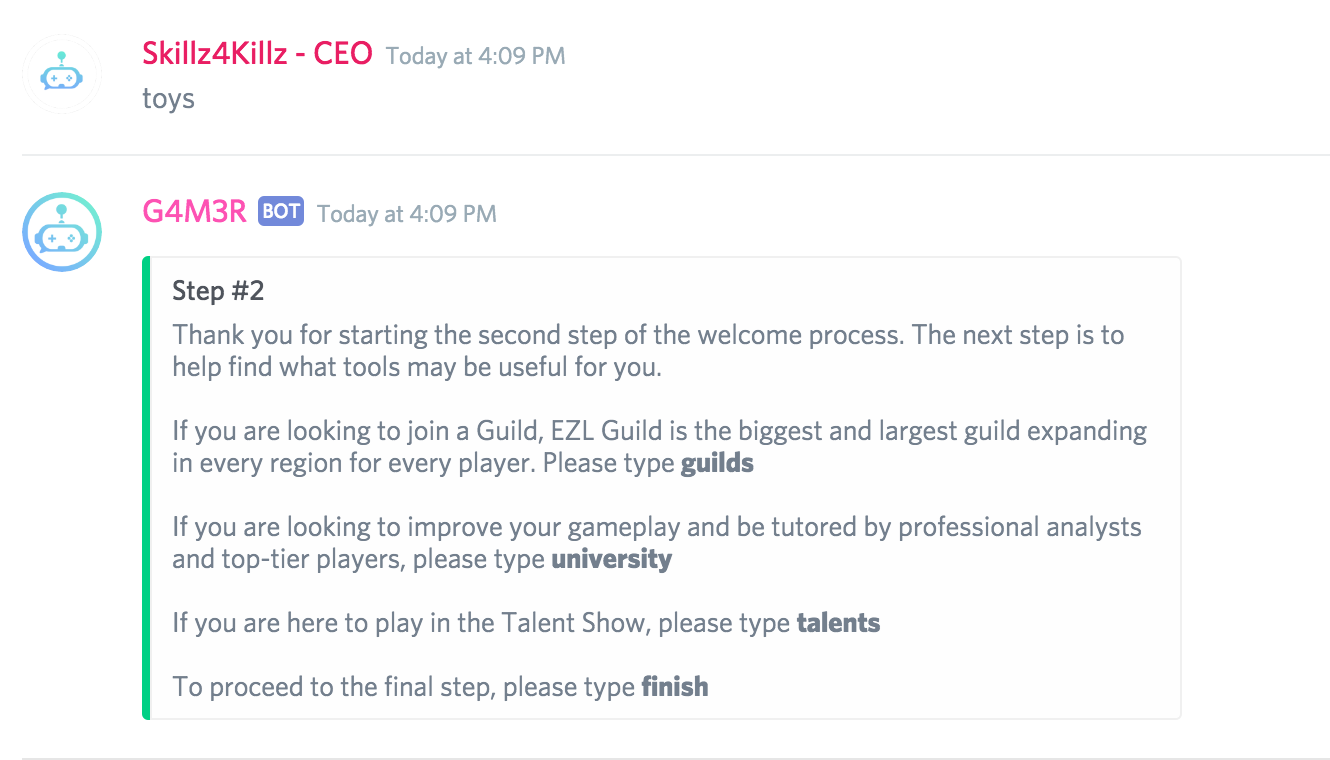 Skillz4Killz - CEO Today at 4:09 PM
toys
G4M3R BOT Today at 4:09 PM
Step #2
Thank you for starting the second step of the welcome process. The next step is to
help find what tools may be useful for you.
If you are looking to join a Guild, EZL Guild is the biggest and largest guild expanding
in every region for every player. Please type guilds
If you are looking to improve your gameplay and be tutored by professional analysts
and top-tier players, please type university
If you are here to play in the Talent Show, please type talents
To proceed to the final step, please type finish